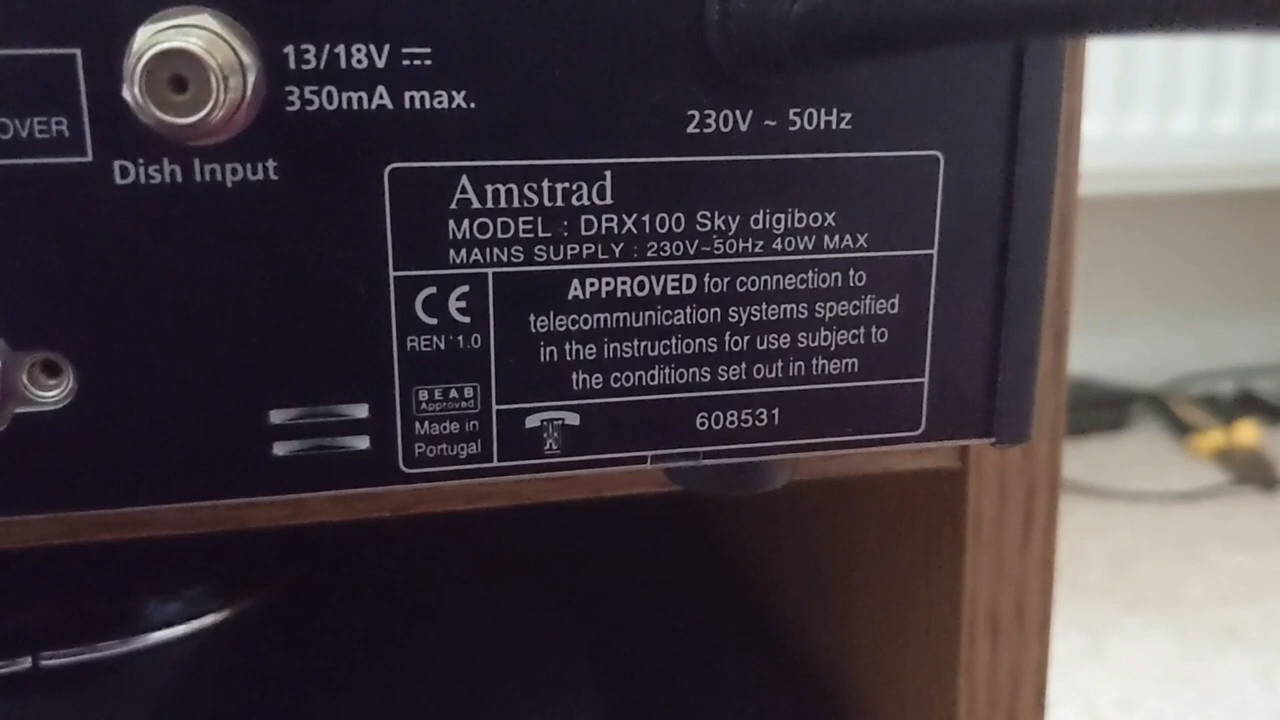 OVER
13/18V ⎓
350mA max.
Dish Input
230V ~ 50Hz
Amstrad
MODEL : DRX100 Sky digibox
MAINS SUPPLY : 230V~50Hz 40W MAX
CE
REN 1.0
BEAB
Approved
Made in
Portugal
APPROVED for connection to
telecommunication systems specified
in the instructions for use subject to
the conditions set out in them
BABT
608531